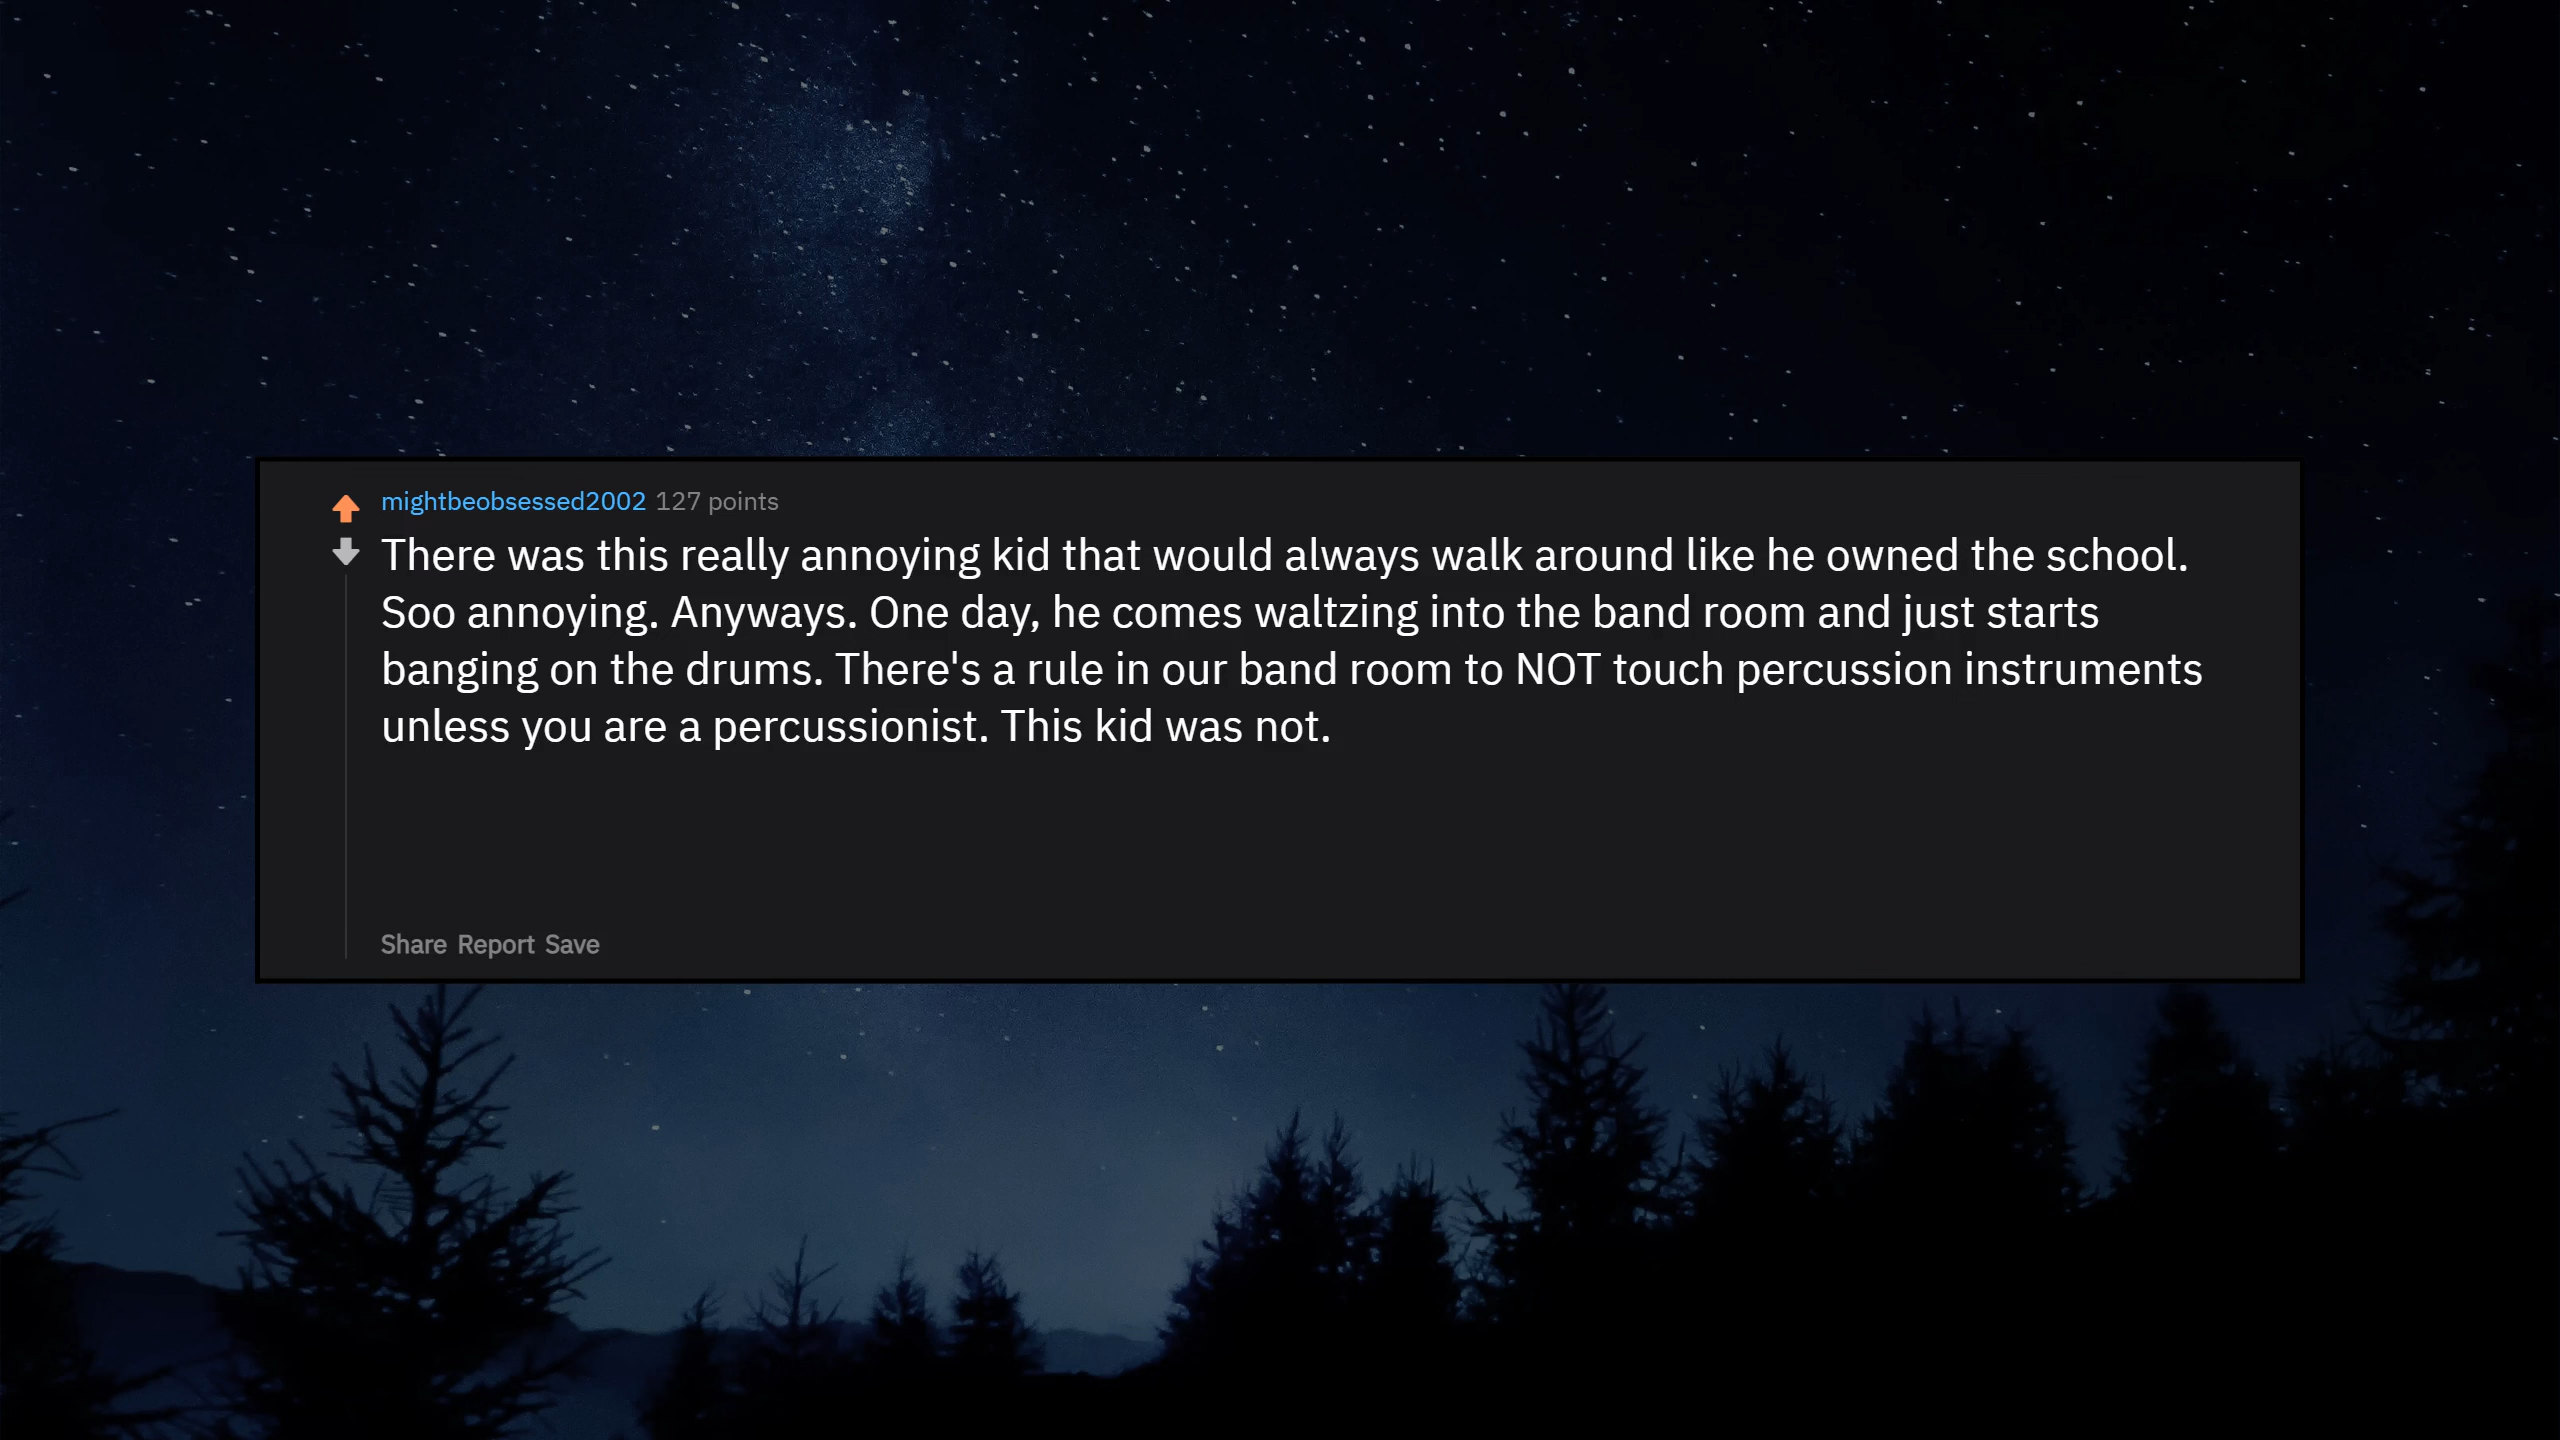 mightbeobsessed2002 127 points
There was this really annoying kid that would always walk around like he owned the school.
Soo annoying. Anyways. One day, he comes waltzing into the band room and just starts
banging on the drums. There's a rule in our band room to NOT touch percussion instruments
unless you are a percussionist. This kid was not.
Share Report Save